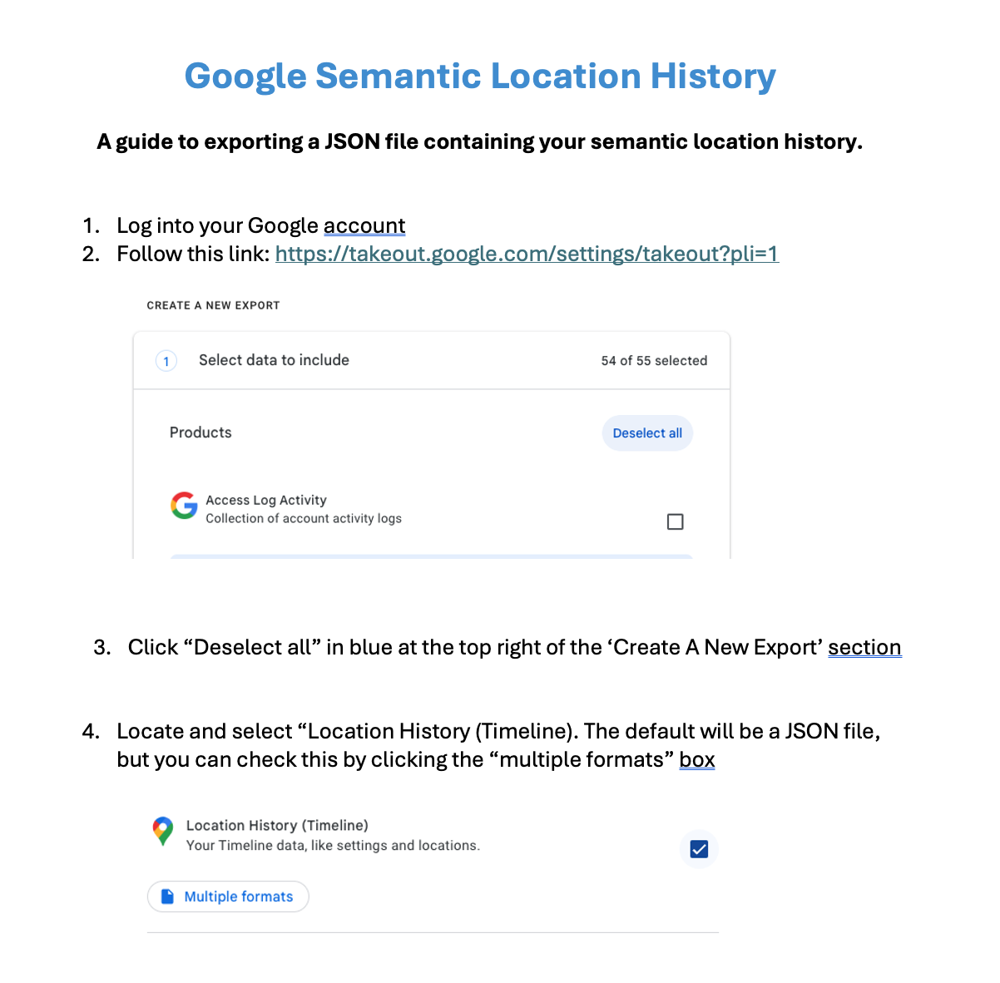 Google Semantic Location History
A guide to exporting a JSON file containing your semantic location history.
1. Log into your Google account
2. Follow this link: https://takeout.google.com/settings/takeout?pli=1
CREATE A NEW EXPORT
1 Select data to include 54 of 55 selected
Products Deselect all
Access Log Activity
Collection of account activity logs
3. Click “Deselect all” in blue at the top right of the ‘Create A New Export’ section
4. Locate and select “Location History (Timeline). The default will be a JSON file,
but you can check this by clicking the “multiple formats” box
Location History (Timeline)
Your Timeline data, like settings and locations.
Multiple formats